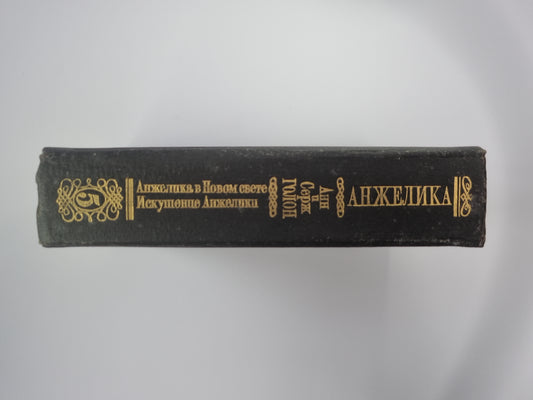 Анн
и
Серж
ГОЛОН
АНЖЕЛИКА
Анжелика в Новом свете
Искушение Анжелики
5